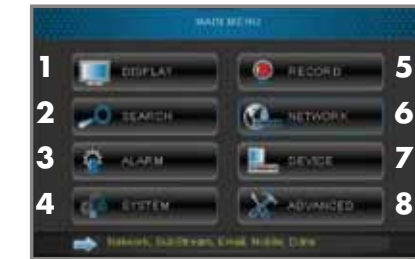 MAIN MENU
1 DISPLAY RECORD 5
2 SEARCH NETWORK 6
3 ALARM DEVICE 7
4 SYSTEM ADVANCED 8
Network, SubStream, Email, Mobile, Ddns